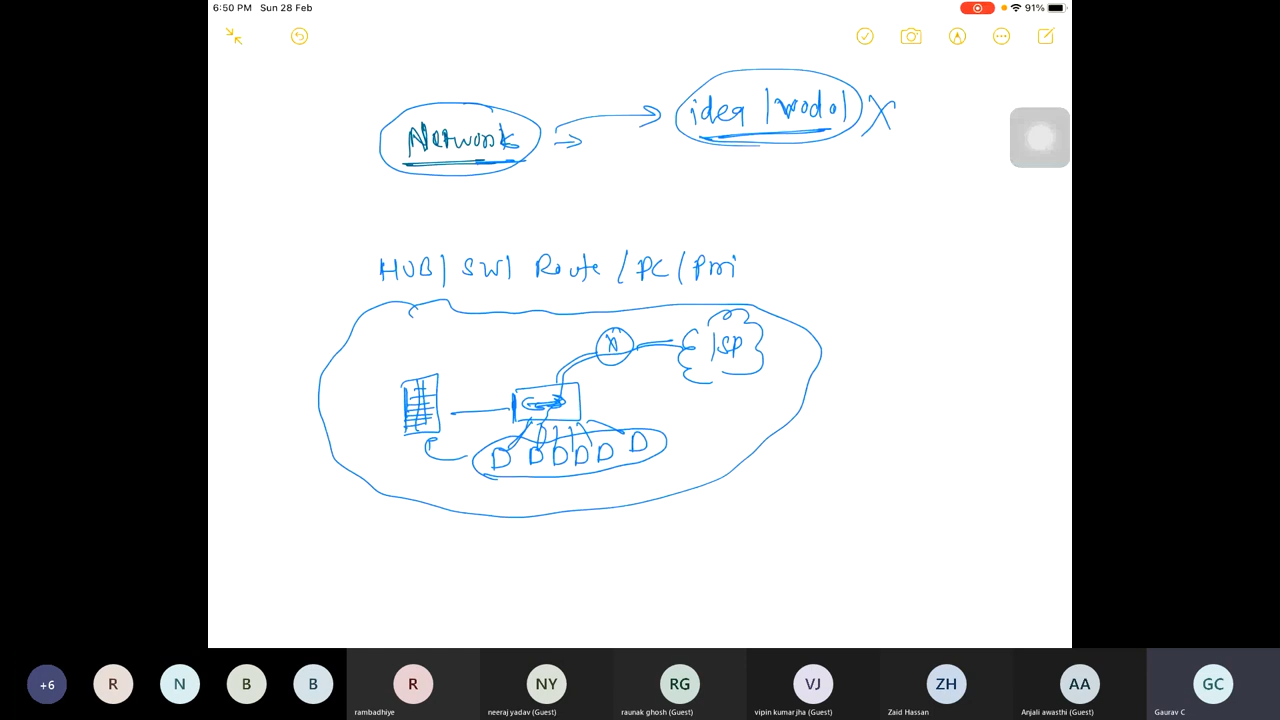 6:50 PM Sun 28 Feb
91%
Network
idea | model X
HUB | SW | Route / PC / Pri
X
ISP
D D D D D D
+6
R
N
B
B
R
rambadhiye
NY
neeraj yadav (Guest)
RG
raunak ghosh (Guest)
VJ
vipin kumar jha (Guest)
ZH
Zaid Hassan
AA
Anjali awasthi (Guest)
GC
Gaurav C